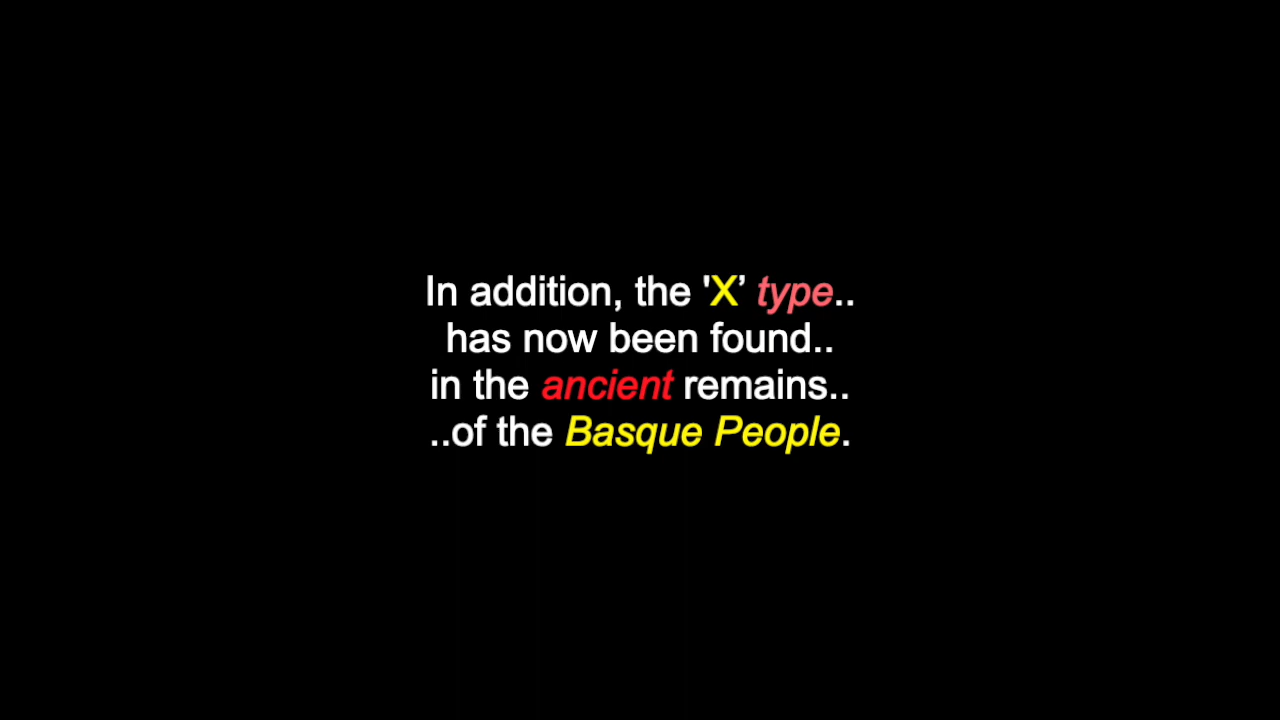 In addition, the 'X’ type..
has now been found..
in the ancient remains..
..of the Basque People.